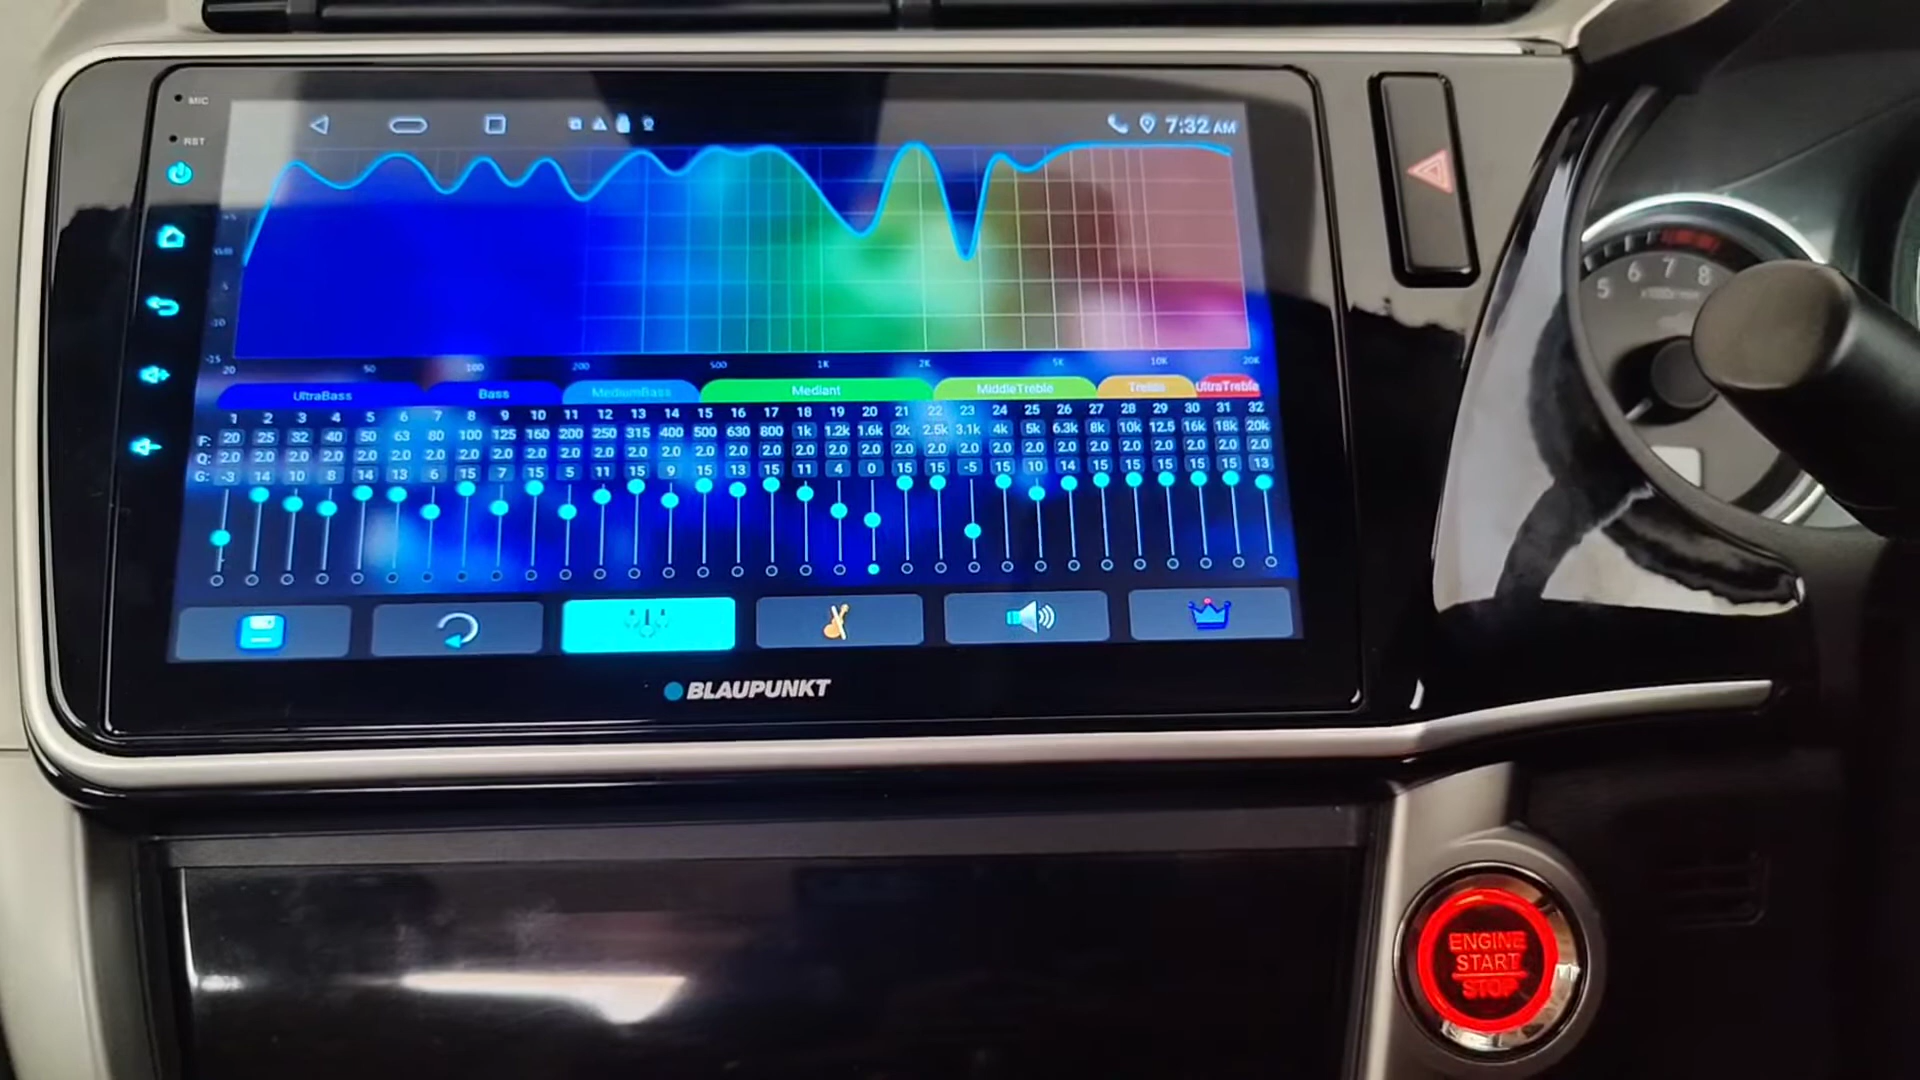 MIC
7:32 AM
RST
-10
-15
20 50 100 200 500 1K 2K 5K 10K 20K
UltraBass Bass MediumBass Mediant MiddleTreble Treble UltraTreble
1 2 3 4 5 6 7 8 9 10 11 12 13 14 15 16 17 18 19 20 21 22 23 24 25 26 27 28 29 30 31 32
F: 20 25 32 40 50 63 80 100 125 160 200 250 315 400 500 630 800 1k 1.2k 1.6k 2k 2.5k 3.1k 4k 5k 6.3k 8k 10k 12.5 16k 18k 20k
Q: 2.0 2.0 2.0 2.0 2.0 2.0 2.0 2.0 2.0 2.0 2.0 2.0 2.0 2.0 2.0 2.0 2.0 2.0 2.0 2.0 2.0 2.0 2.0 2.0 2.0 2.0 2.0 2.0 2.0 2.0 2.0 2.0
G: -3 14 10 8 14 13 6 15 7 15 5 11 15 9 15 13 15 11 4 0 15 15 -5 15 10 14 15 15 15 15 15 13
BLAUPUNKT
5 6 7 8
ENGINE
START
STOP